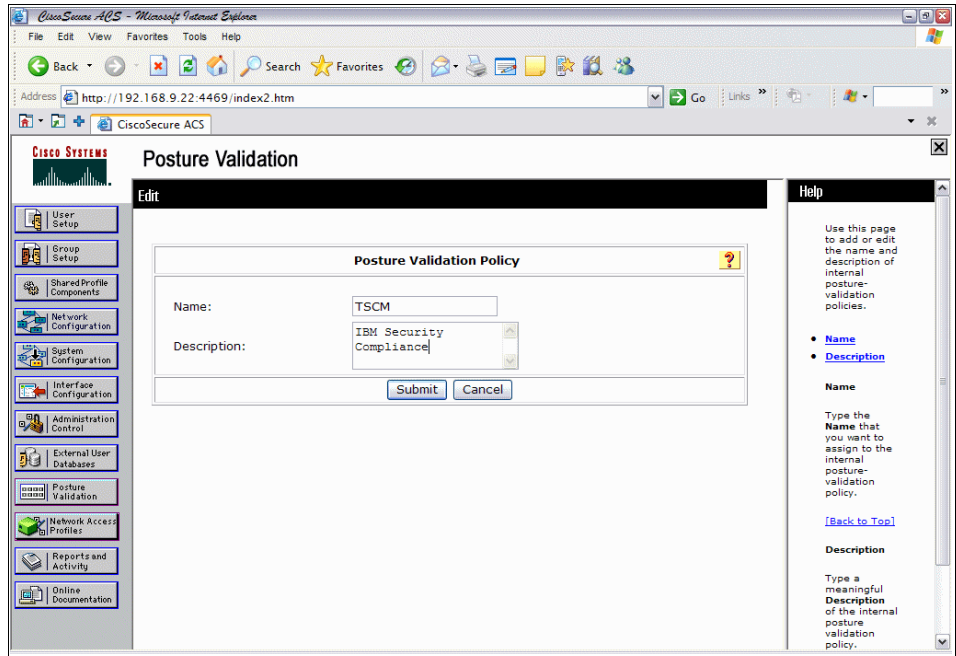 CiscoSecure ACS - Microsoft Internet Explorer
File Edit View Favorites Tools Help
Back Search Favorites
Address http://192.168.9.22:4469/index2.htm Go Links »
CiscoSecure ACS
CISCO SYSTEMS
Posture Validation
User
Setup
Group
Setup
Shared Profile
Components
Network
Configuration
System
Configuration
Interface
Configuration
Administration
Control
External User
Databases
Posture
Validation
Network Access
Profiles
Reports and
Activity
Online
Documentation
Edit
Posture Validation Policy
?
Name: TSCM
Description: IBM Security
Compliance
Submit Cancel
Help
Use this page
to add or edit
the name and
description of
internal
posture-
validation
policies.
• Name
• Description
Name
Type the
Name that
you want to
assign to the
internal
posture-
validation
policy.
[Back to Top]
Description
Type a
meaningful
Description
of the internal
posture
validation
policy.